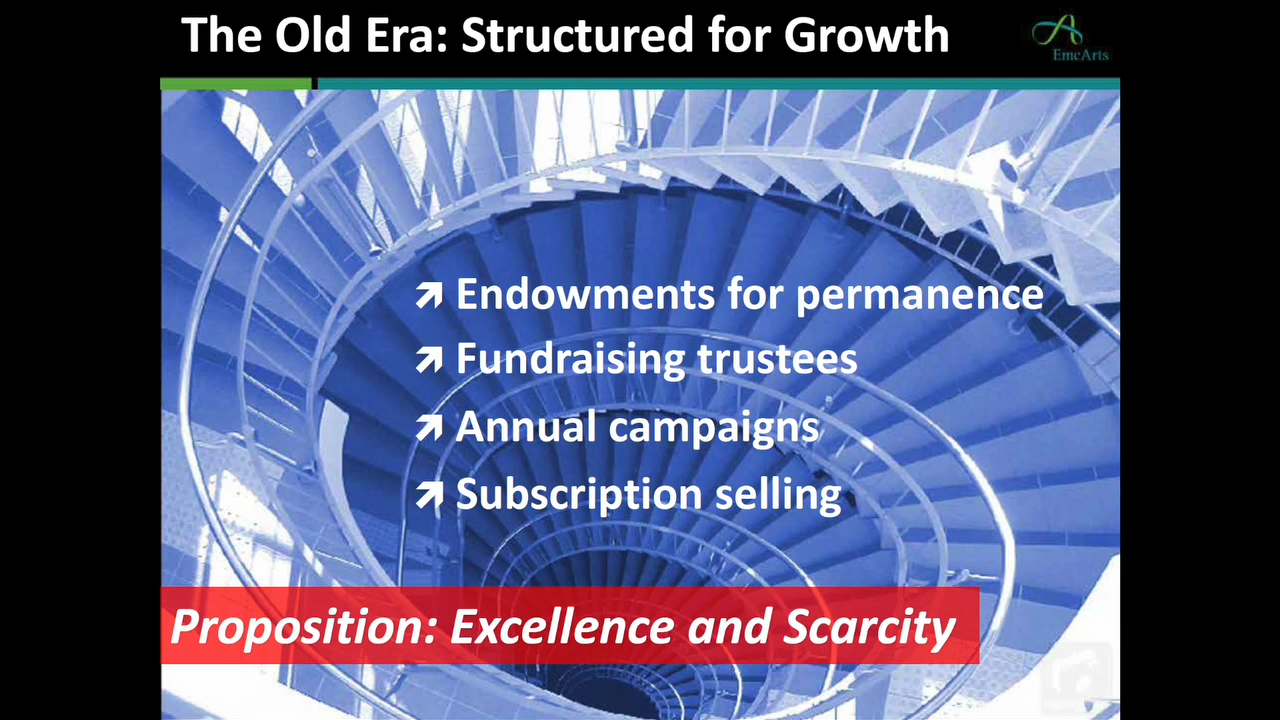 The Old Era: Structured for Growth
EmcArts
Endowments for permanence
Fundraising trustees
Annual campaigns
Subscription selling
Proposition: Excellence and Scarcity